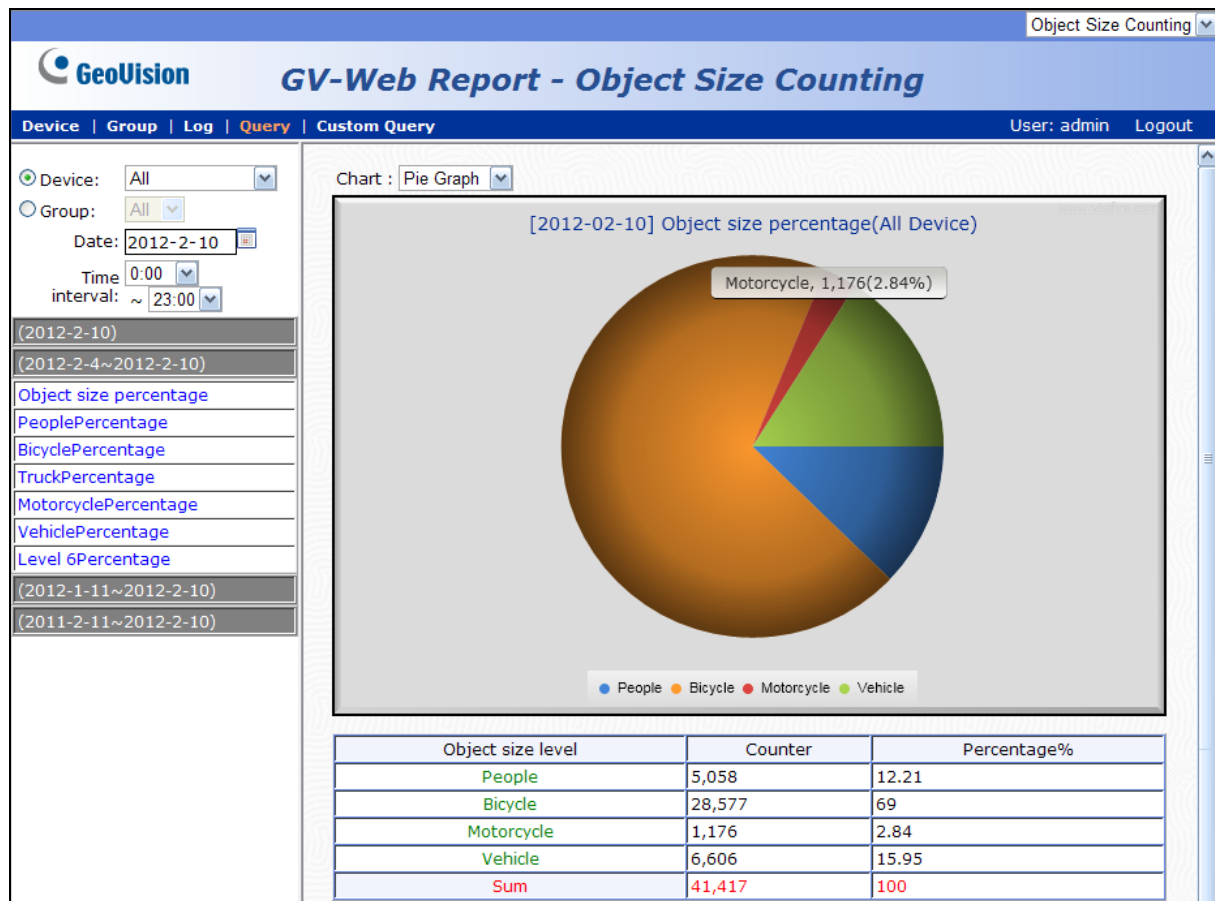 Object Size Counting
GeoVision
GV-Web Report - Object Size Counting
Device | Group | Log | Query | Custom Query
User: admin Logout
Device: All
Group: All
Date: 2012-2-10
Time interval: 0:00 ~ 23:00
(2012-2-10)
(2012-2-4~2012-2-10)
Object size percentage
PeoplePercentage
BicyclePercentage
TruckPercentage
MotorcyclePercentage
VehiclePercentage
Level 6Percentage
(2012-1-11~2012-2-10)
(2011-2-11~2012-2-10)
Chart : Pie Graph
[2012-02-10] Object size percentage(All Device)
Motorcycle, 1,176(2.84%)
People Bicycle Motorcycle Vehicle
Object size level Counter Percentage%
People 5,058 12.21
Bicycle 28,577 69
Motorcycle 1,176 2.84
Vehicle 6,606 15.95
Sum 41,417 100